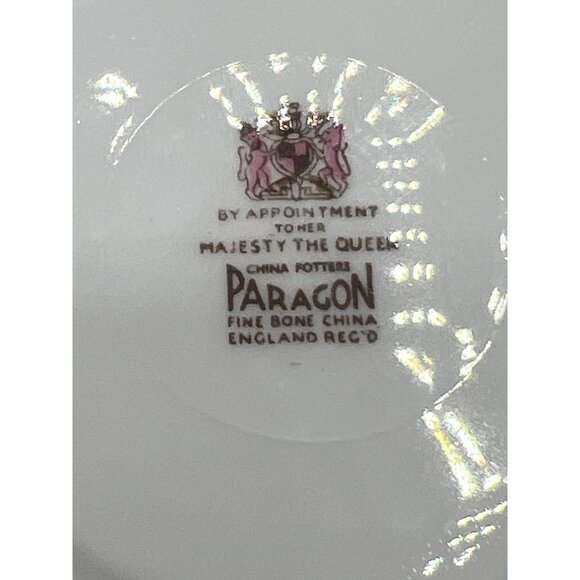 BY APPOINTMENT
TO HER
MAJESTY THE QUEEN
CHINA POTTERS
PARAGON
FINE BONE CHINA
ENGLAND REG'D